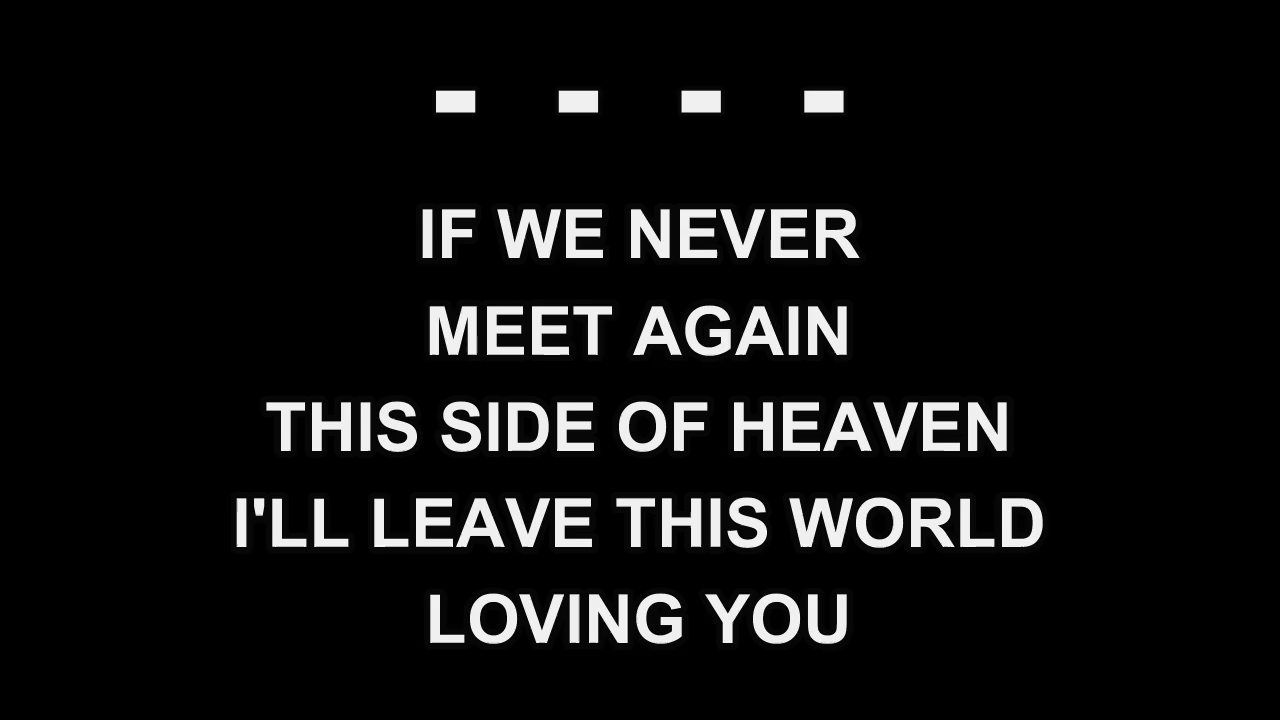 - - - -
IF WE NEVER
MEET AGAIN
THIS SIDE OF HEAVEN
I'LL LEAVE THIS WORLD
LOVING YOU